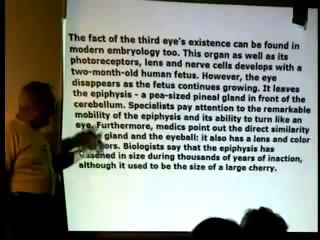 The fact of the third eye's existence can be found in
modern embryology too. This organ as well as its
photoreceptors, lens and nerve cells develops with a
two-month-old human fetus. However, the eye
disappears as the fetus continues growing. It leaves
the epiphysis - a pea-sized pineal gland in front of the
cerebellum. Specialists pay attention to the remarkable
mobility of the epiphysis and its ability to turn like an
eye. Furthermore, medics point out the direct similarity
gland and the eyeball: it also has a lens and color
Biologists say that the epiphysis has
in size during thousands of years of inaction,
although it used to be the size of a large cherry.